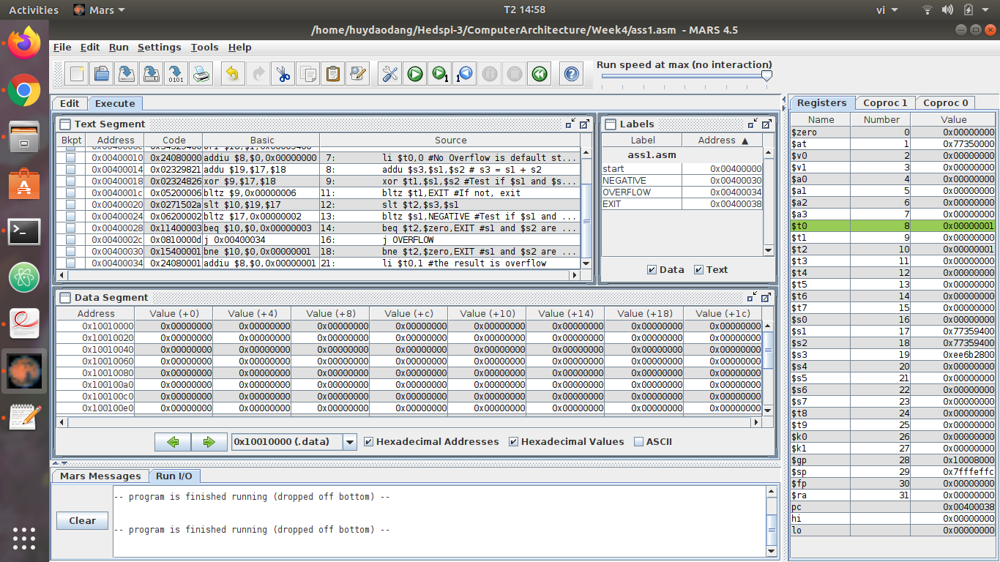 Activities Mars T2 14:58 vi
/home/huydaodang/Hedspi-3/ComputerArchitecture/Week4/ass1.asm - MARS 4.5
File Edit Run Settings Tools Help
Run speed at max (no interaction)
Edit Execute
Text Segment
Bkpt Address Code Basic Source
0x00400010 0x24080000 addiu $8,$0,0x00000000 7: li $t0,0 #No Overflow is default st...
0x00400014 0x02329821 addu $19,$17,$18 8: addu $s3,$s1,$s2 # s3 = s1 + s2
0x00400018 0x02324826 xor $9,$17,$18 9: xor $t1,$s1,$s2 #Test if $s1 and $s...
0x0040001c 0x05200006 bltz $9,0x00000006 11: bltz $t1,EXIT #If not, exit
0x00400020 0x0271502a slt $10,$19,$17 12: slt $t2,$s3,$s1
0x00400024 0x06200002 bltz $17,0x00000002 13: bltz $s1,NEGATIVE #Test if $s1 and ...
0x00400028 0x11400003 beq $10,$0,0x00000003 14: beq $t2,$zero,EXIT #s1 and $s2 are ...
0x0040002c 0x0810000d j 0x00400034 16: j OVERFLOW
0x00400030 0x15400001 bne $10,$0,0x00000001 18: bne $t2,$zero,EXIT #s1 and $s2 are ...
0x00400034 0x24080001 addiu $8,$0,0x00000001 21: li $t0,1 #the result is overflow
Labels
Label Address ▲
ass1.asm
start 0x00400000
NEGATIVE 0x00400030
OVERFLOW 0x00400034
EXIT 0x00400038
Data Text
Data Segment
Address Value (+0) Value (+4) Value (+8) Value (+c) Value (+10) Value (+14) Value (+18) Value (+1c)
0x10010000 0x00000000 0x00000000 0x00000000 0x00000000 0x00000000 0x00000000 0x00000000 0x00000000
0x10010020 0x00000000 0x00000000 0x00000000 0x00000000 0x00000000 0x00000000 0x00000000 0x00000000
0x10010040 0x00000000 0x00000000 0x00000000 0x00000000 0x00000000 0x00000000 0x00000000 0x00000000
0x10010060 0x00000000 0x00000000 0x00000000 0x00000000 0x00000000 0x00000000 0x00000000 0x00000000
0x10010080 0x00000000 0x00000000 0x00000000 0x00000000 0x00000000 0x00000000 0x00000000 0x00000000
0x100100a0 0x00000000 0x00000000 0x00000000 0x00000000 0x00000000 0x00000000 0x00000000 0x00000000
0x100100c0 0x00000000 0x00000000 0x00000000 0x00000000 0x00000000 0x00000000 0x00000000 0x00000000
0x100100e0 0x00000000 0x00000000 0x00000000 0x00000000 0x00000000 0x00000000 0x00000000 0x00000000
0x10010000 (.data) Hexadecimal Addresses Hexadecimal Values ASCII
Mars Messages Run I/O
Clear
-- program is finished running (dropped off bottom) --
-- program is finished running (dropped off bottom) --
Registers Coproc 1 Coproc 0
Name Number Value
$zero 0 0x00000000
$at 1 0x77350000
$v0 2 0x00000000
$v1 3 0x00000000
$a0 4 0x00000000
$a1 5 0x00000000
$a2 6 0x00000000
$a3 7 0x00000000
$t0 8 0x00000001
$t1 9 0x00000000
$t2 10 0x00000001
$t3 11 0x00000000
$t4 12 0x00000000
$t5 13 0x00000000
$t6 14 0x00000000
$t7 15 0x00000000
$s0 16 0x00000000
$s1 17 0x77359400
$s2 18 0x77359400
$s3 19 0xee6b2800
$s4 20 0x00000000
$s5 21 0x00000000
$s6 22 0x00000000
$s7 23 0x00000000
$t8 24 0x00000000
$t9 25 0x00000000
$k0 26 0x00000000
$k1 27 0x00000000
$gp 28 0x10008000
$sp 29 0x7fffeffc
$fp 30 0x00000000
$ra 31 0x00000000
pc 0x00400038
hi 0x00000000
lo 0x00000000